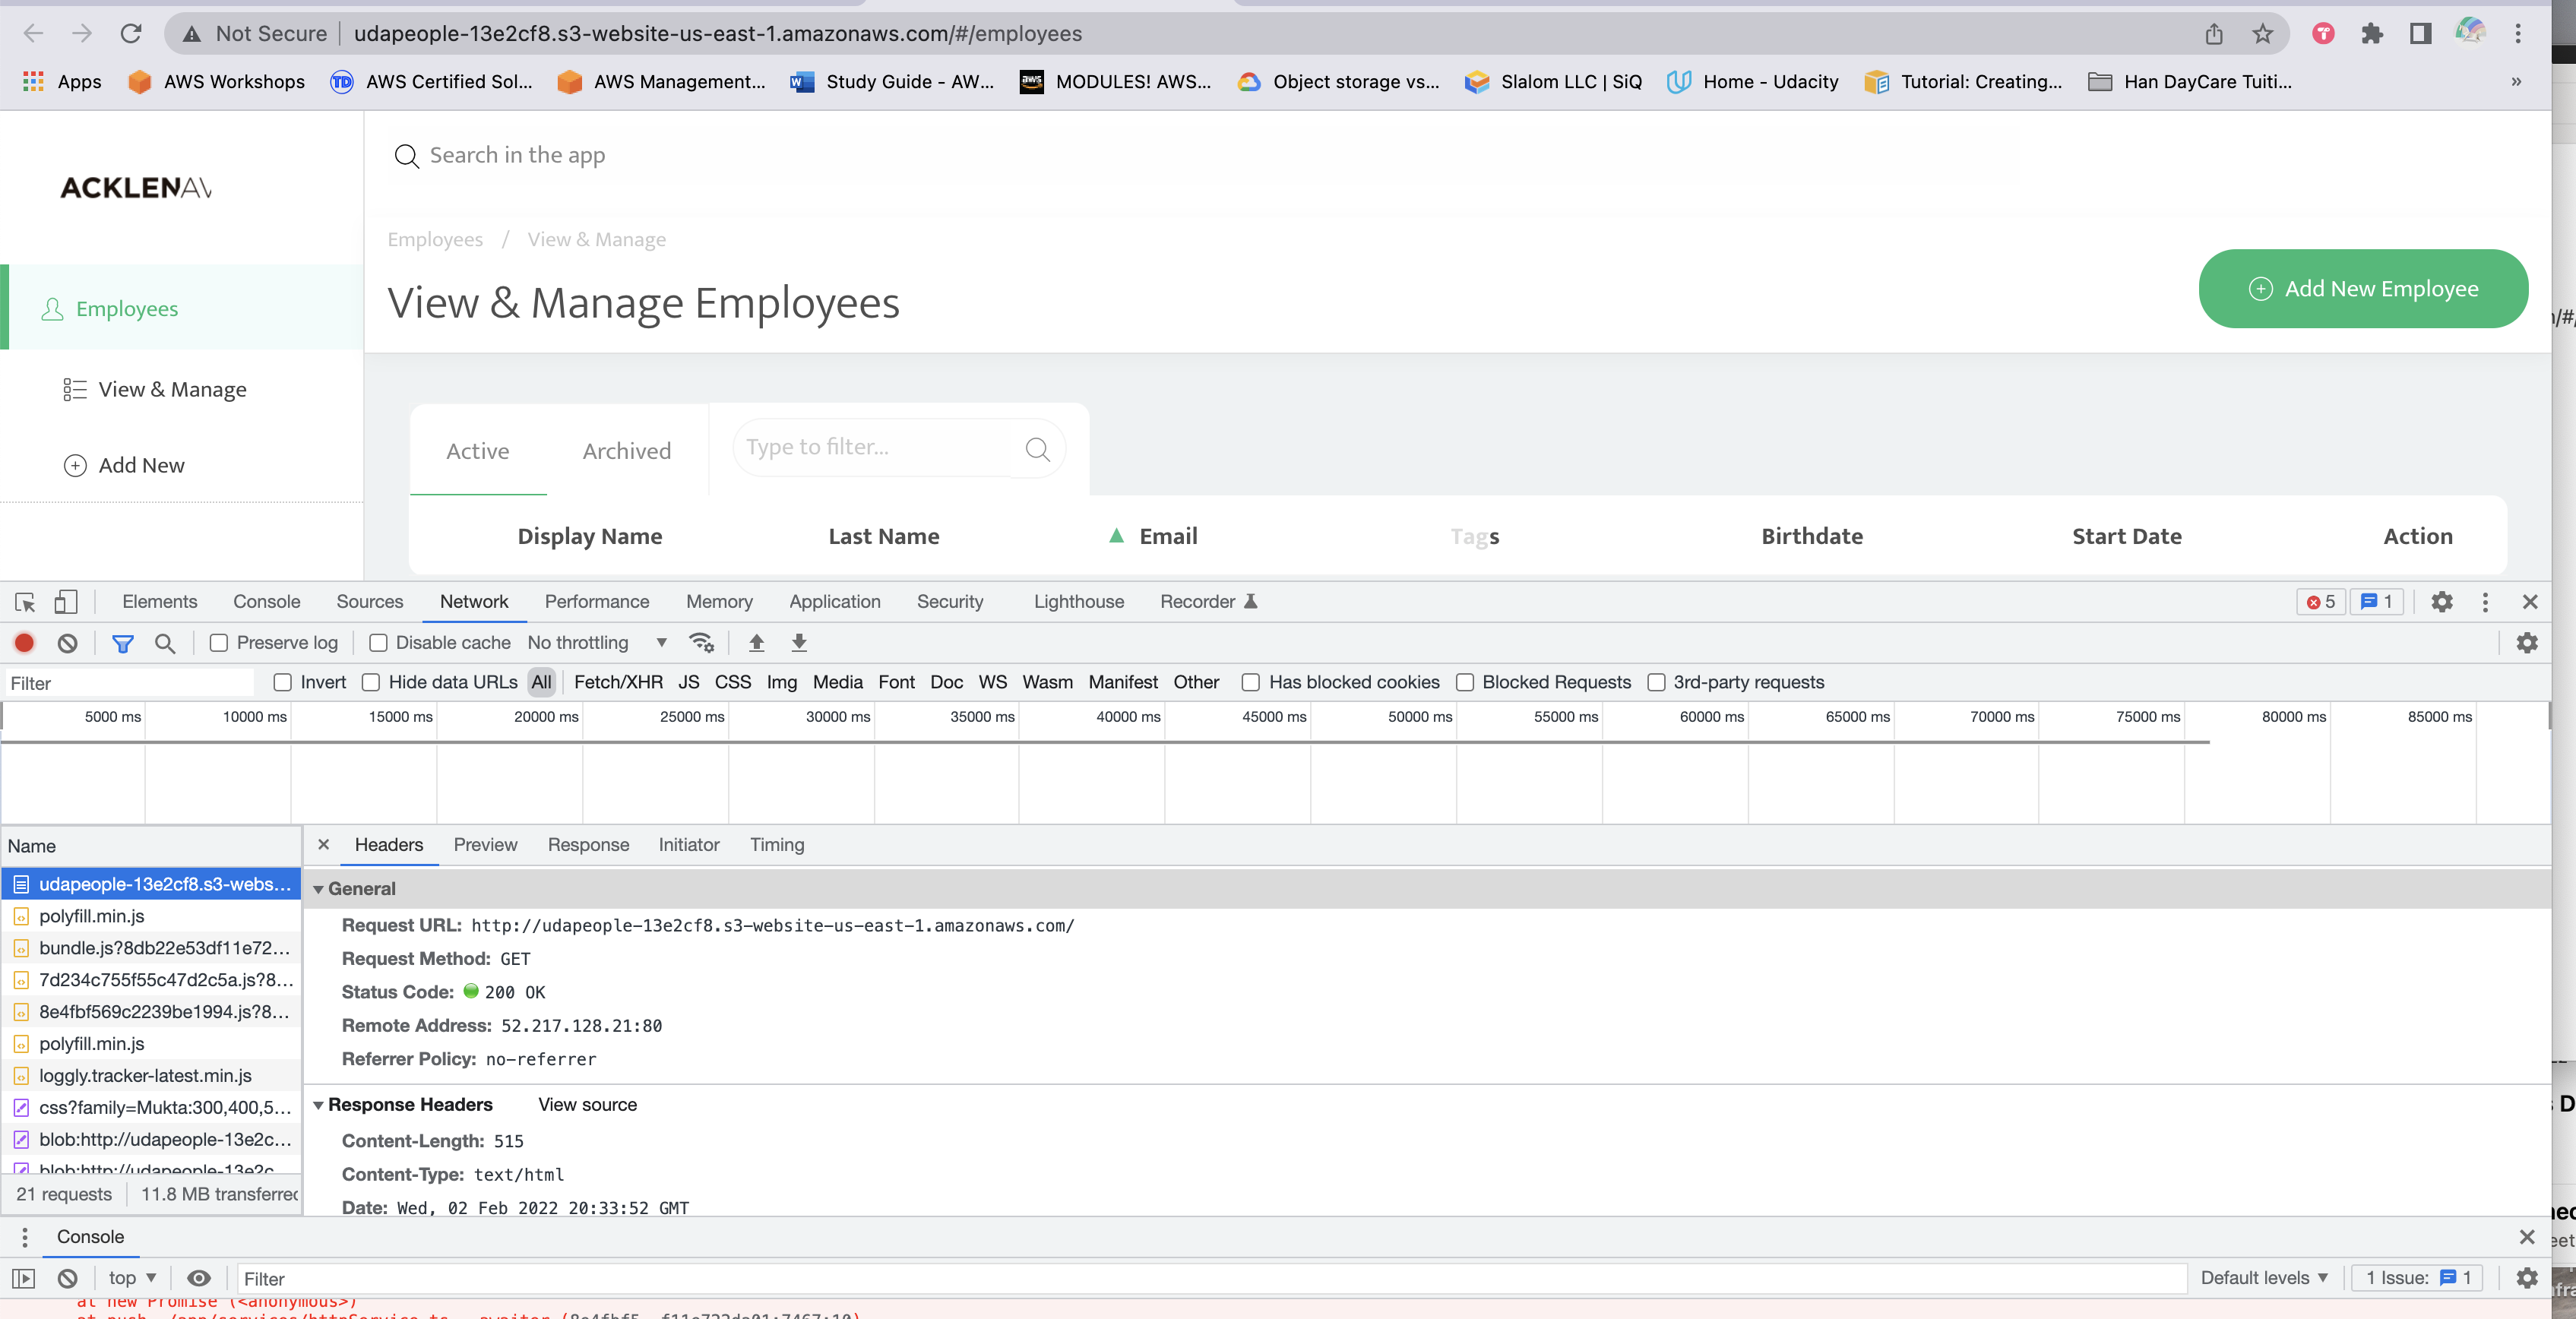 Not Secure udapeople-13e2cf8.s3-website-us-east-1.amazonaws.com/#/employees
Apps AWS Workshops AWS Certified Sol... AWS Management... Study Guide - AW... MODULES! AWS... Object storage vs... Slalom LLC | SiQ Home - Udacity Tutorial: Creating... Han DayCare Tuiti... »
Search in the app
ACKLENAV
Employees / View & Manage
View & Manage Employees
Add New Employee
Employees
View & Manage
Add New
Active Archived Type to filter...
Display Name Last Name ▲ Email Tags Birthdate Start Date Action
Elements Console Sources Network Performance Memory Application Security Lighthouse Recorder 5 1
Preserve log Disable cache No throttling
Filter Invert Hide data URLs All Fetch/XHR JS CSS Img Media Font Doc WS Wasm Manifest Other Has blocked cookies Blocked Requests 3rd-party requests
5000 ms 10000 ms 15000 ms 20000 ms 25000 ms 30000 ms 35000 ms 40000 ms 45000 ms 50000 ms 55000 ms 60000 ms 65000 ms 70000 ms 75000 ms 80000 ms 85000 ms
Name
udapeople-13e2cf8.s3-webs...
polyfill.min.js
bundle.js?8db22e53df11e72...
7d234c755f55c47d2c5a.js?8...
8e4fbf569c2239be1994.js?8...
polyfill.min.js
loggly.tracker-latest.min.js
css?family=Mukta:300,400,5...
blob:http://udapeople-13e2c...
blob:http://udapeople-13e2c
21 requests 11.8 MB transferred
Headers Preview Response Initiator Timing
General
Request URL: http://udapeople-13e2cf8.s3-website-us-east-1.amazonaws.com/
Request Method: GET
Status Code: 200 OK
Remote Address: 52.217.128.21:80
Referrer Policy: no-referrer
Response Headers View source
Content-Length: 515
Content-Type: text/html
Date: Wed, 02 Feb 2022 20:33:52 GMT
Console
top Filter Default levels 1 Issue: 1
at new Promise (<anonymous>)